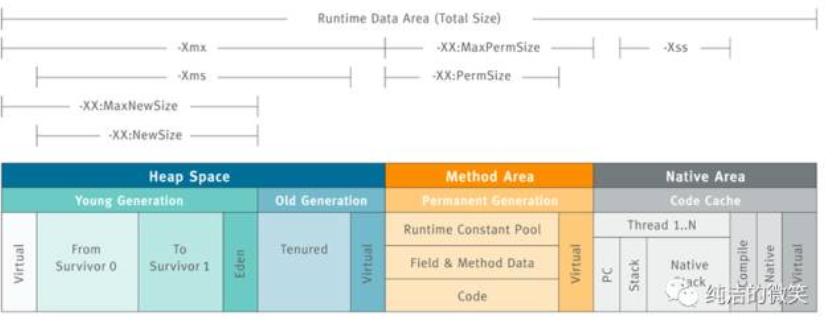 Runtime Data Area (Total Size)
-Xmx -XX:MaxPermSize -Xss
-Xms -XX:PermSize
-XX:MaxNewSize
-XX:NewSize
Heap Space Method Area Native Area
Young Generation Old Generation Permanent Generation Code Cache
Virtual
From Survivor 0
To Survivor 1
Eden
Tenured
Virtual
Runtime Constant Pool
Field & Method Data
Code
Virtual
Thread 1..N
PC
Stack
Native
Stack
Compile
Native
Virtual
纯洁的微笑